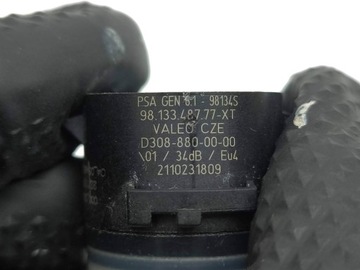 PSA GEN 6.1 - 98134S
98.133.487.77-XT
VALEO CZE
D308-880-00-00
\01 / 34dB / Eu4
2110231809